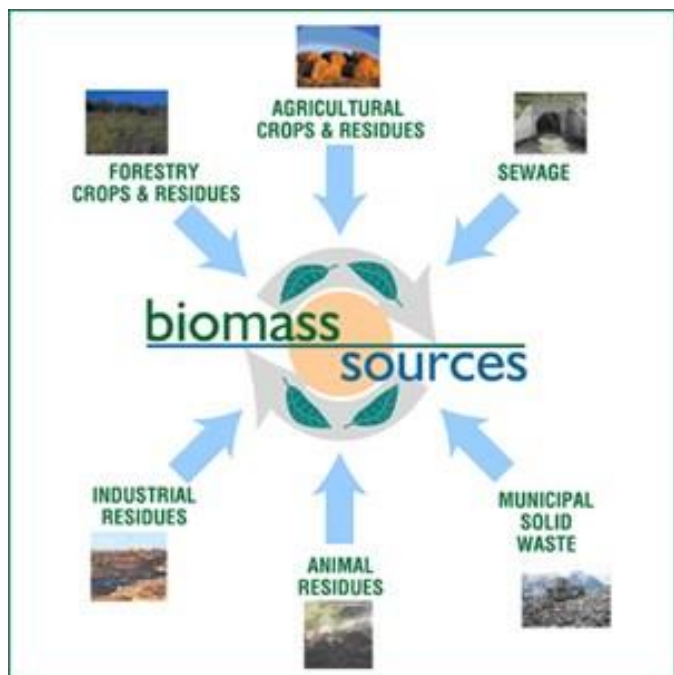 AGRICULTURAL
CROPS & RESIDUES
FORESTRY
CROPS & RESIDUES
SEWAGE
biomass
sources
INDUSTRIAL
RESIDUES
ANIMAL
RESIDUES
MUNICIPAL
SOLID
WASTE